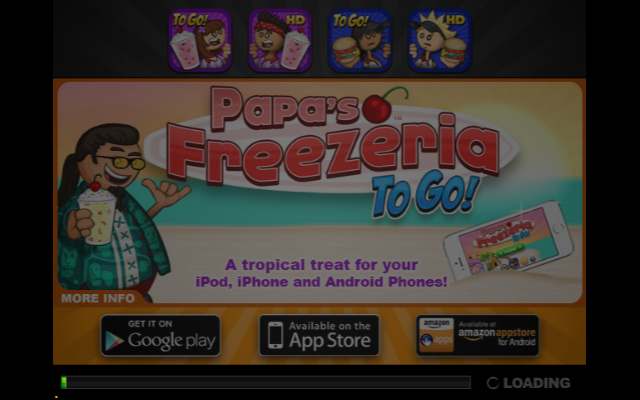 To Go!
HD
To Go!
HD
Papa's
Freezeria
To Go!
A tropical treat for your
iPod, iPhone and Android Phones!
MORE INFO
GET IT ON
Google play
Available on the
App Store
amazon
apps
Available at
amazon appstore
for Android
LOADING